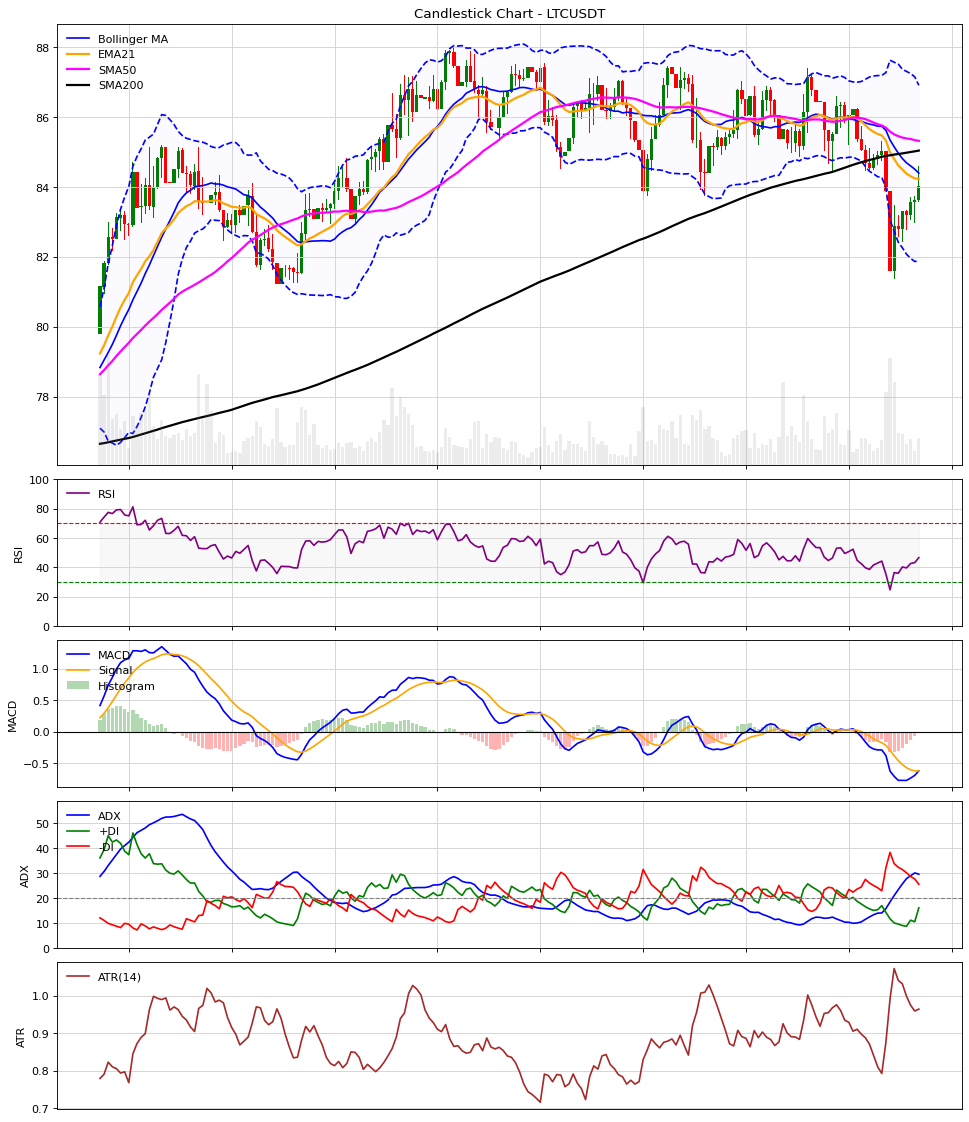 Candlestick Chart - LTCUSDT
Bollinger MA
EMA21
SMA50
SMA200
88
86
84
82
80
78
RSI
100
80
60
40
20
0
RSI
MACD
Signal
Histogram
1.0
0.5
0.0
−0.5
MACD
ADX
+DI
-DI
50
40
30
20
10
0
ADX
ATR(14)
1.0
0.9
0.8
0.7
ATR